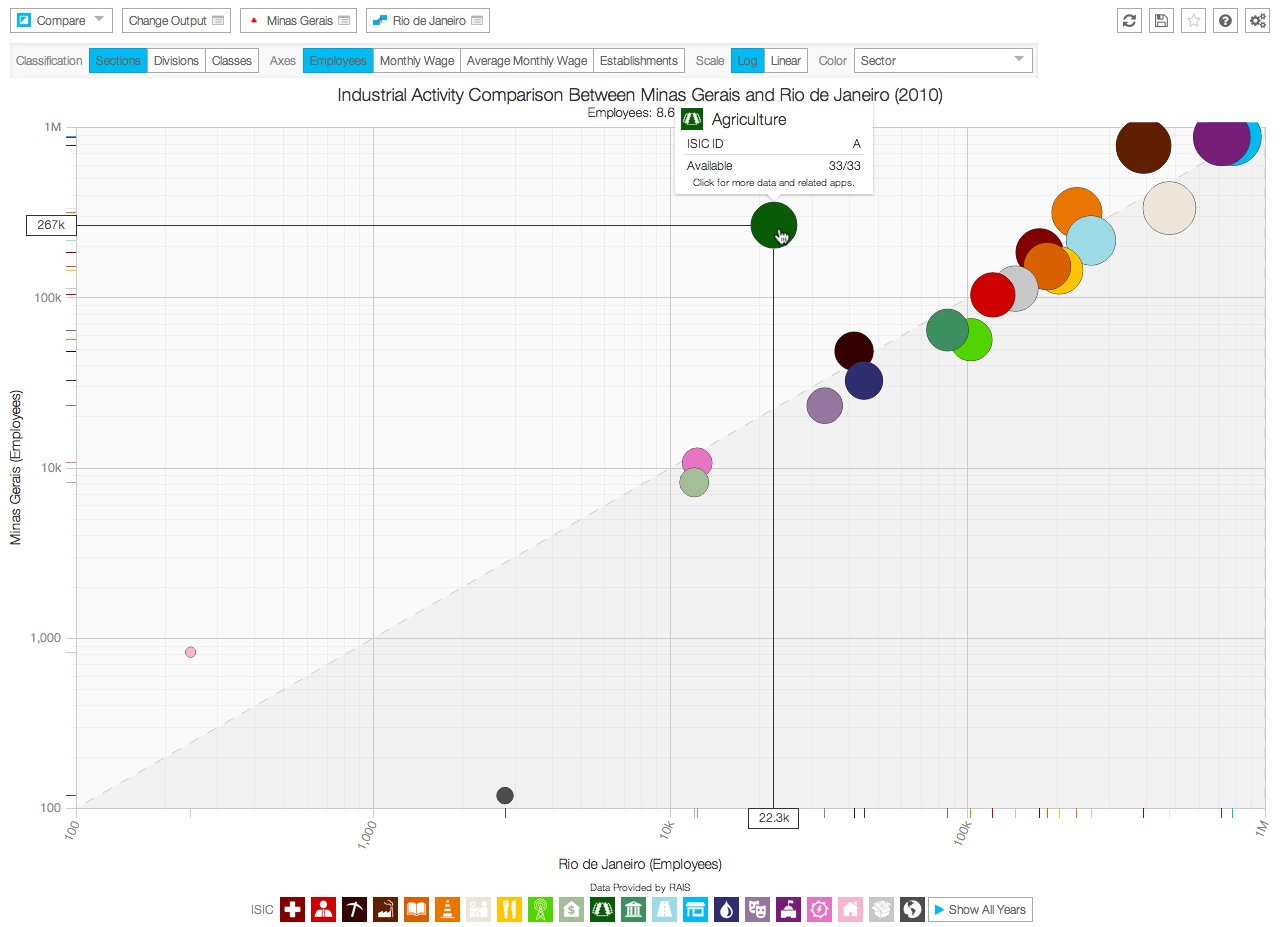 Compare Change Output Minas Gerais Rio de Janeiro
Classification Sections Divisions Classes Axes Employees Monthly Wage Average Monthly Wage Establishments Scale Log Linear Color Sector
Industrial Activity Comparison Between Minas Gerais and Rio de Janeiro (2010)
Employees: 8.6
Agriculture
ISIC ID A
Available 33/33
Click for more data and related apps.
1M
267k
100k
10k
1,000
100
Minas Gerais (Employees)
100 1,000 10k 22.3k 100k 1M
Rio de Janeiro (Employees)
Data Provided by RAIS
ISIC Show All Years